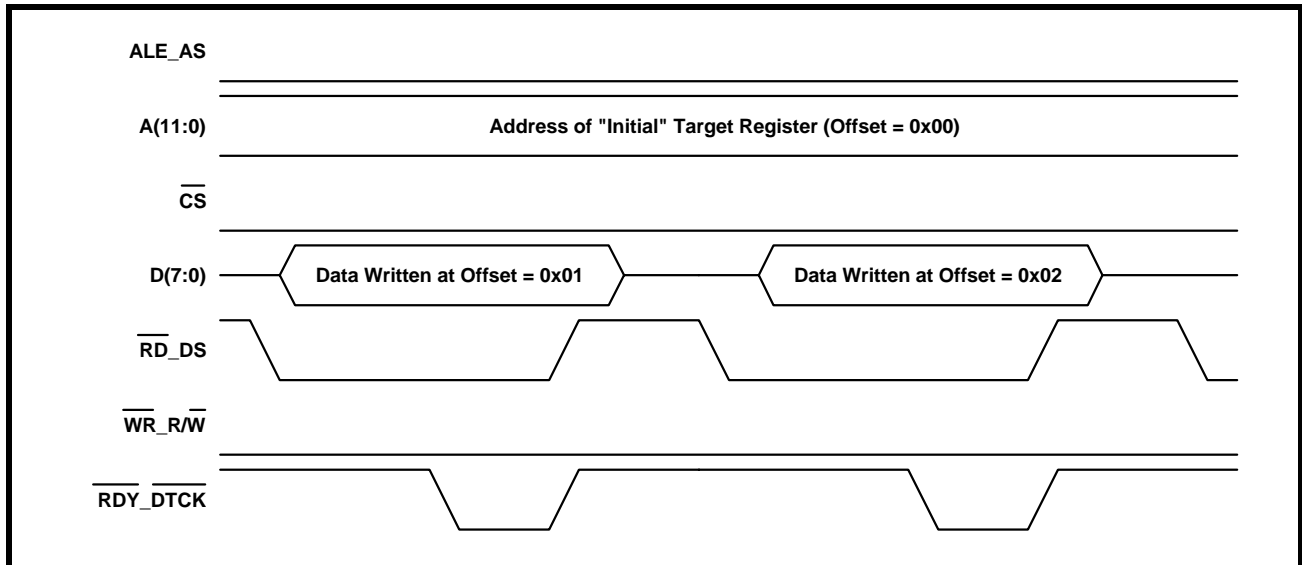 ALE_AS
A(11:0) Address of "Initial" Target Register (Offset = 0x00)
CS
D(7:0) Data Written at Offset = 0x01 Data Written at Offset = 0x02
RD_DS
WR_R/W
RDY_DTCK